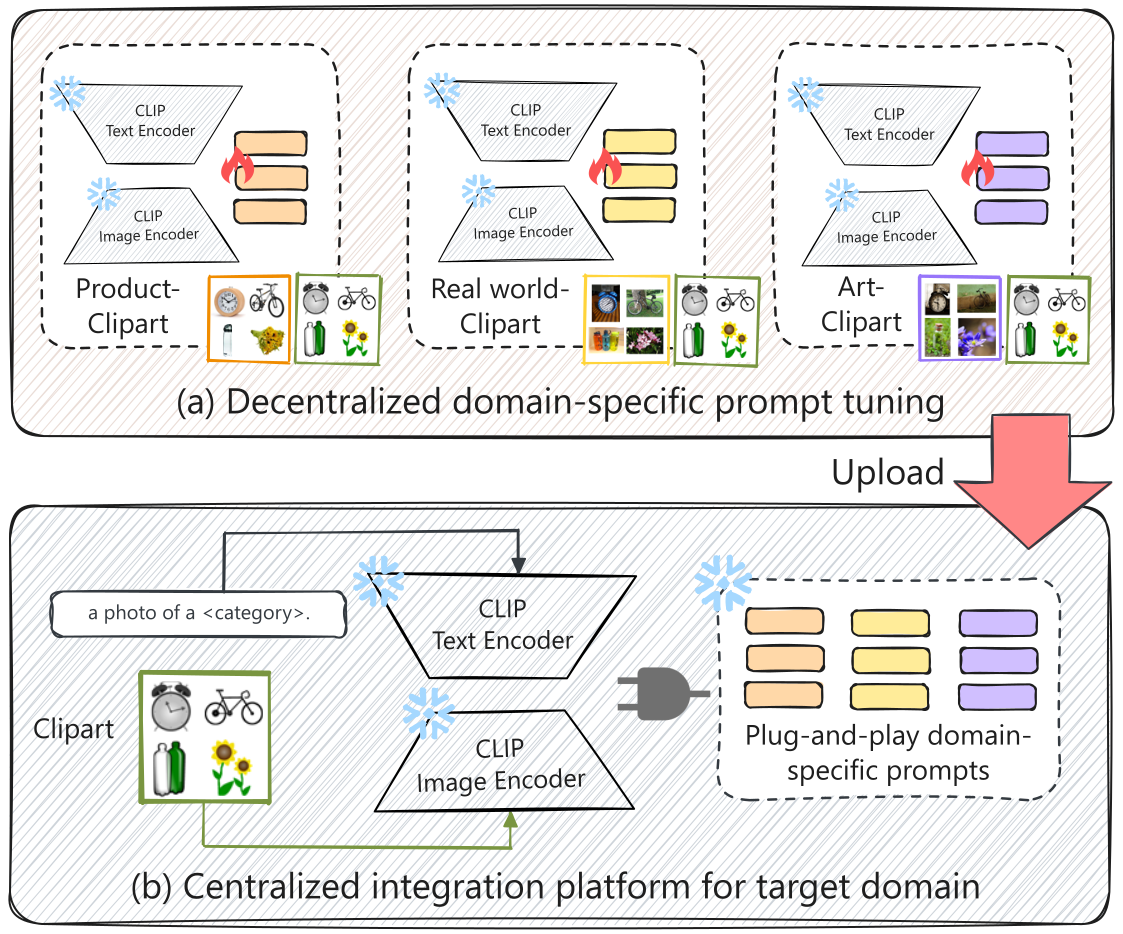 CLIP
Text Encoder
CLIP
Image Encoder
Product-
Clipart
CLIP
Text Encoder
CLIP
Image Encoder
Real world-
Clipart
CLIP
Text Encoder
CLIP
Image Encoder
Art-
Clipart
(a) Decentralized domain-specific prompt tuning
Upload
a photo of a <category>.
CLIP
Text Encoder
Clipart
CLIP
Image Encoder
Plug-and-play domain-
specific prompts
(b) Centralized integration platform for target domain